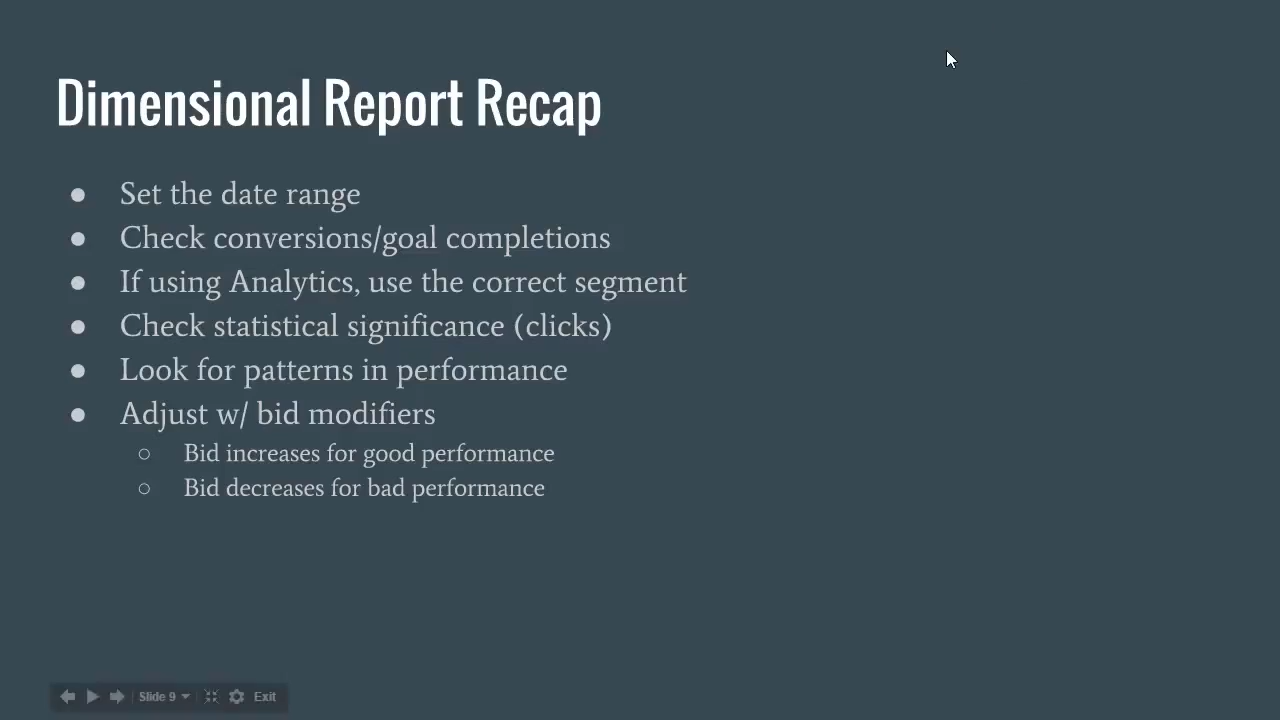 Dimensional Report Recap
● Set the date range
● Check conversions/goal completions
● If using Analytics, use the correct segment
● Check statistical significance (clicks)
● Look for patterns in performance
● Adjust w/ bid modifiers
○ Bid increases for good performance
○ Bid decreases for bad performance
Slide 9 Exit